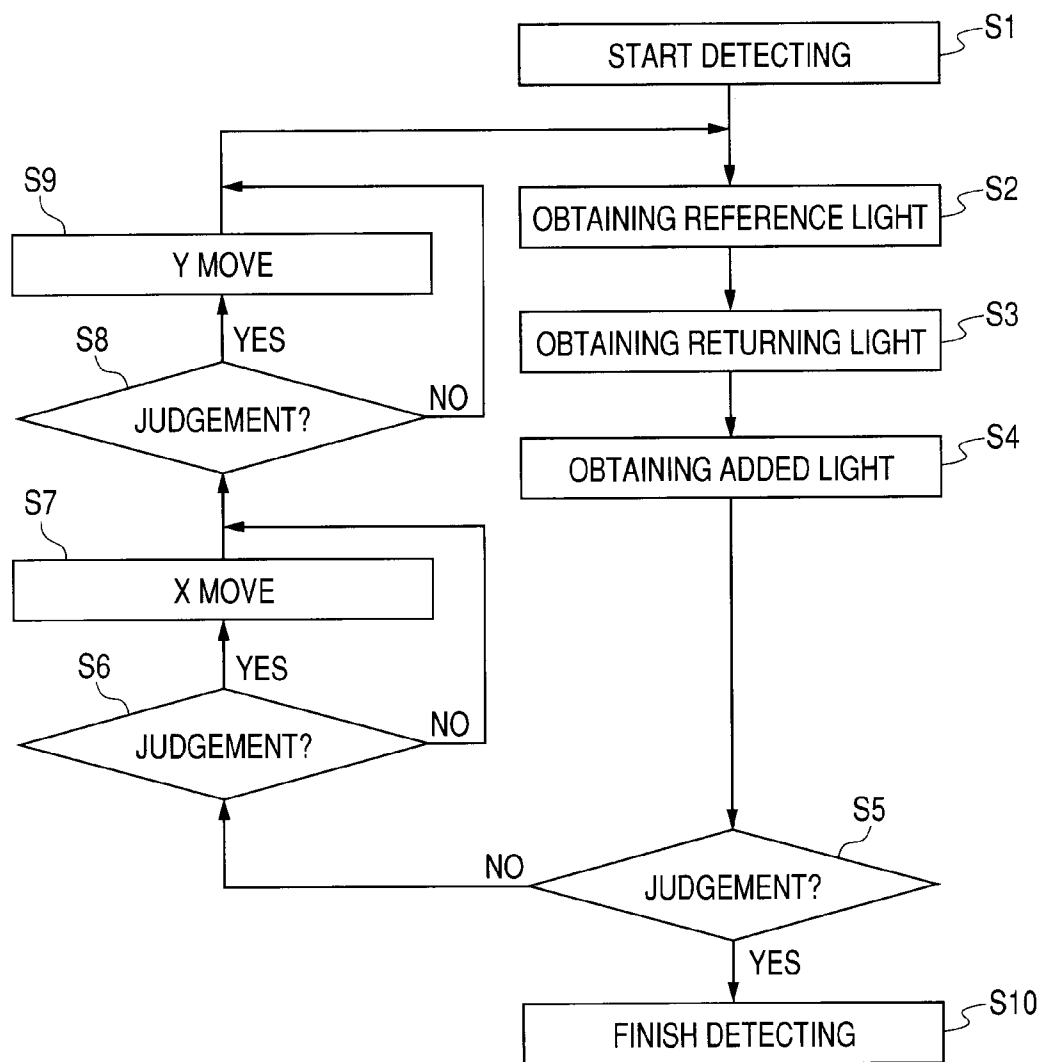 S1
START DETECTING
S2
OBTAINING REFERENCE LIGHT
S3
OBTAINING RETURNING LIGHT
S4
OBTAINING ADDED LIGHT
S5
JUDGEMENT?
NO
YES
S6
JUDGEMENT?
YES
NO
S7
X MOVE
S8
JUDGEMENT?
YES
NO
S9
Y MOVE
S10
FINISH DETECTING